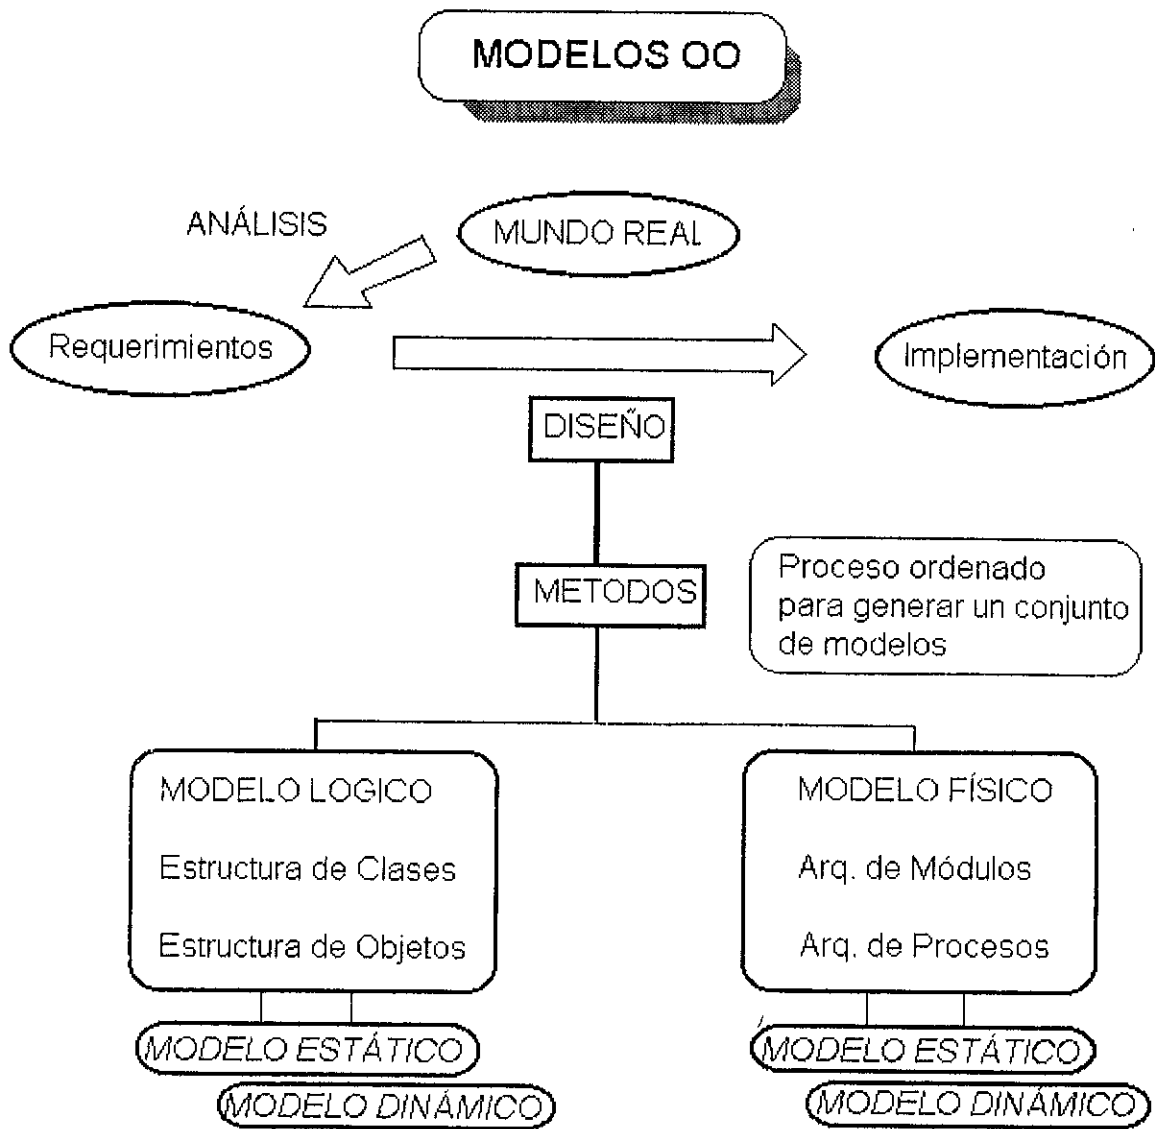 MODELOS OO
ANÁLISIS
MUNDO REAL
Requerimientos
Implementación
DISEÑO
METODOS
Proceso ordenado
para generar un conjunto
de modelos
MODELO LOGICO
Estructura de Clases
Estructura de Objetos
MODELO FÍSICO
Arq. de Módulos
Arq. de Procesos
MODELO ESTÁTICO
MODELO DINÁMICO
MODELO ESTÁTICO
MODELO DINÁMICO